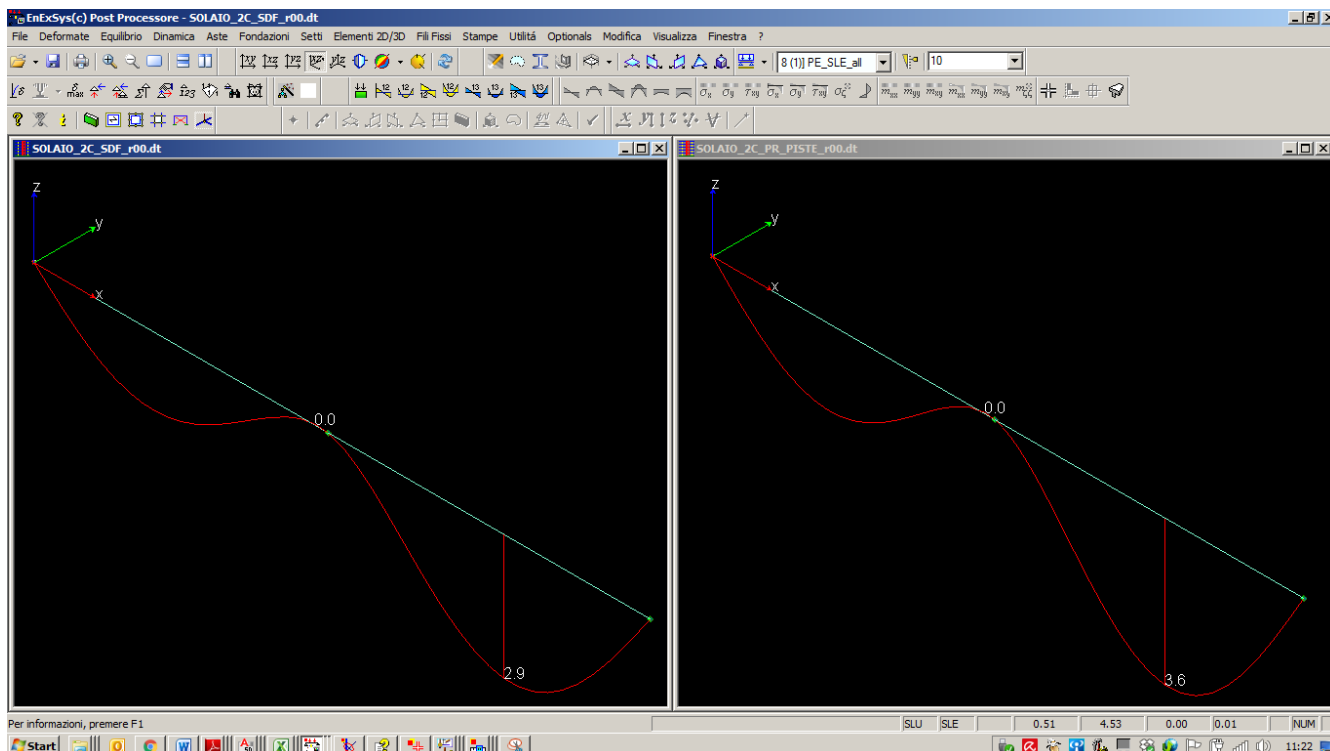 EnExSys(c) Post Processore - SOLAIO_2C_SDF_r00.dt
File Deformate Equilibrio Dinamica Aste Fondazioni Setti Elementi 2D/3D Fili Fissi Stampe Utilitá Optionals Modifica Visualizza Finestra ?
8 (1)] PE_SLE_all 10
SOLAIO_2C_SDF_r00.dt
z
y
x
0.0
2.9
SOLAIO_2C_PR_PISTE_r00.dt
z
y
x
0.0
3.6
Per informazioni, premere F1 SLU SLE 0.51 4.53 0.00 0.01 NUM
Start 11:22